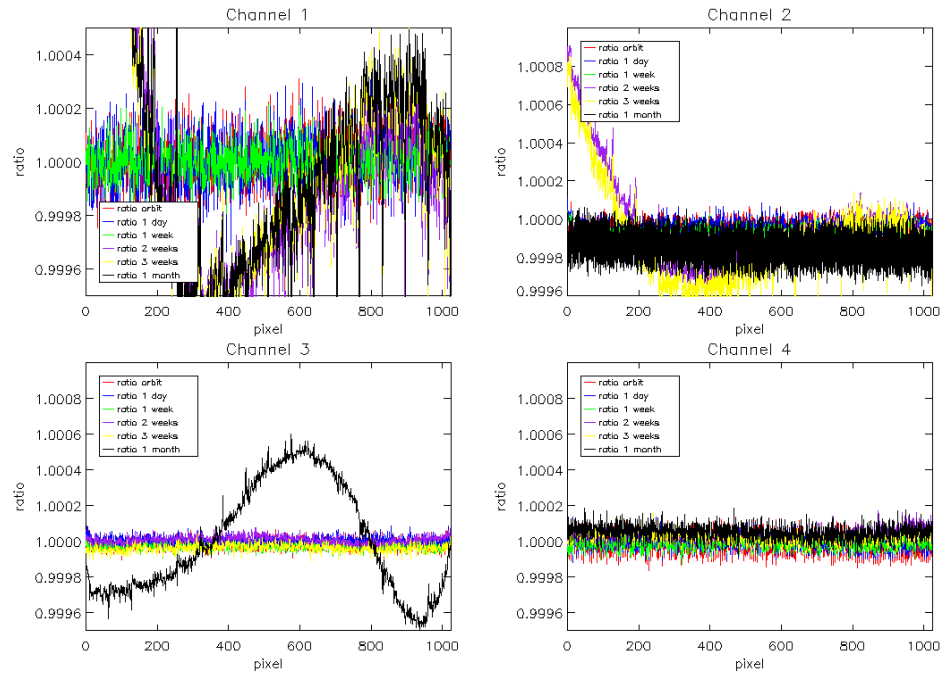 Channel 1
1.0004
1.0002
1.0000
0.9998
0.9996
ratio
ratio orbit
ratio 1 day
ratio 1 week
ratio 2 weeks
ratio 3 weeks
ratio 1 month
0 200 400 600 800 1000
pixel
Channel 2
1.0008
1.0006
1.0004
1.0002
1.0000
0.9998
0.9996
ratio
ratio orbit
ratio 1 day
ratio 1 week
ratio 2 weeks
ratio 3 weeks
ratio 1 month
0 200 400 600 800 1000
pixel
Channel 3
1.0008
1.0006
1.0004
1.0002
1.0000
0.9998
0.9996
ratio
ratio orbit
ratio 1 day
ratio 1 week
ratio 2 weeks
ratio 3 weeks
ratio 1 month
0 200 400 600 800 1000
pixel
Channel 4
1.0008
1.0006
1.0004
1.0002
1.0000
0.9998
0.9996
ratio
ratio orbit
ratio 1 day
ratio 1 week
ratio 2 weeks
ratio 3 weeks
ratio 1 month
0 200 400 600 800 1000
pixel